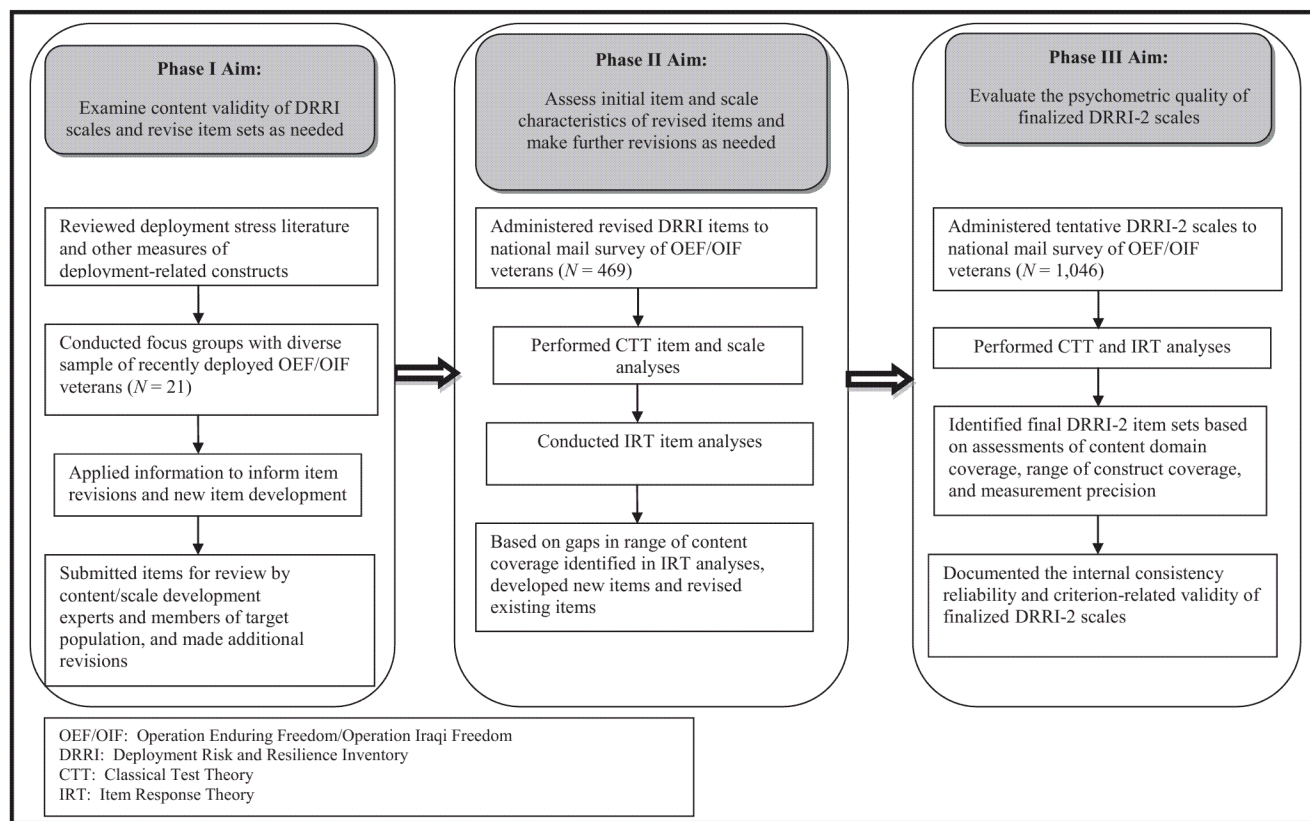 Phase I Aim:
Examine content validity of DRRI
scales and revise item sets as needed
Reviewed deployment stress literature
and other measures of
deployment-related constructs
Conducted focus groups with diverse
sample of recently deployed OEF/OIF
veterans (N = 21)
Applied information to inform item
revisions and new item development
Submitted items for review by
content/scale development
experts and members of target
population, and made additional
revisions
Phase II Aim:
Assess initial item and scale
characteristics of revised items and
make further revisions as needed
Administered revised DRRI items to
national mail survey of OEF/OIF
veterans (N = 469)
Performed CTT item and scale
analyses
Conducted IRT item analyses
Based on gaps in range of content
coverage identified in IRT analyses,
developed new items and revised
existing items
Phase III Aim:
Evaluate the psychometric quality of
finalized DRRI-2 scales
Administered tentative DRRI-2 scales to
national mail survey of OEF/OIF
veterans (N = 1,046)
Performed CTT and IRT analyses
Identified final DRRI-2 item sets based
on assessments of content domain
coverage, range of construct coverage,
and measurement precision
Documented the internal consistency
reliability and criterion-related validity of
finalized DRRI-2 scales
OEF/OIF: Operation Enduring Freedom/Operation Iraqi Freedom
DRRI: Deployment Risk and Resilience Inventory
CTT: Classical Test Theory
IRT: Item Response Theory